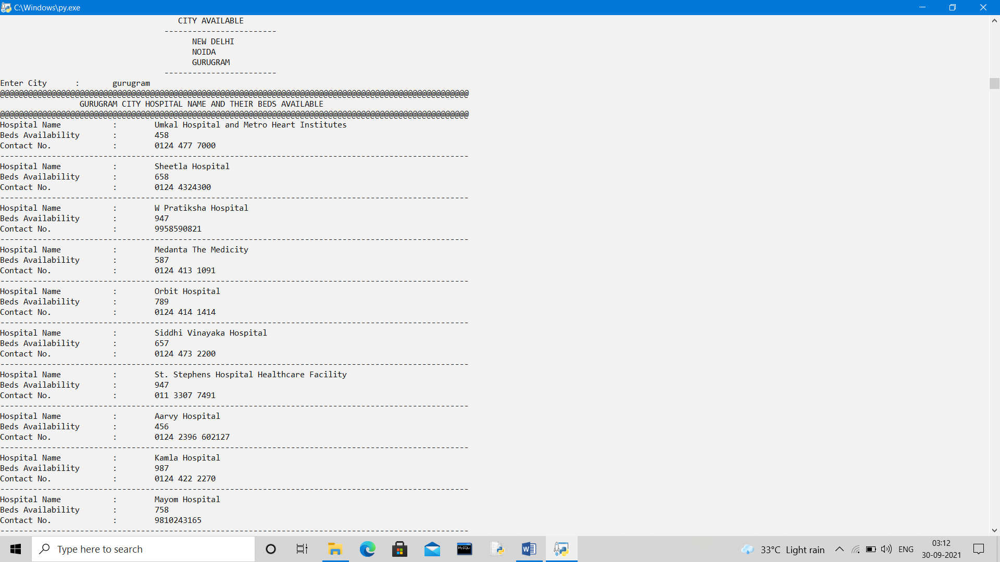 C:\Windows\py.exe
CITY AVAILABLE
------------------------
NEW DELHI
NOIDA
GURUGRAM
------------------------
Enter City : gurugram
@@@@@@@@@@@@@@@@@@@@@@@@@@@@@@@@@@@@@@@@@@@@@@@@@@@@@@@@@@@@@@@@@@@@@@@@@@@@@@@@@@@@@@@@@@@@@@@@@@@@
GURUGRAM CITY HOSPITAL NAME AND THEIR BEDS AVAILABLE
@@@@@@@@@@@@@@@@@@@@@@@@@@@@@@@@@@@@@@@@@@@@@@@@@@@@@@@@@@@@@@@@@@@@@@@@@@@@@@@@@@@@@@@@@@@@@@@@@@@@
Hospital Name : Umkal Hospital and Metro Heart Institutes
Beds Availability : 458
Contact No. : 0124 477 7000
----------------------------------------------------------------------------------------------------
Hospital Name : Sheetla Hospital
Beds Availability : 658
Contact No. : 0124 4324300
----------------------------------------------------------------------------------------------------
Hospital Name : W Pratiksha Hospital
Beds Availability : 947
Contact No. : 9958590821
----------------------------------------------------------------------------------------------------
Hospital Name : Medanta The Medicity
Beds Availability : 587
Contact No. : 0124 413 1091
----------------------------------------------------------------------------------------------------
Hospital Name : Orbit Hospital
Beds Availability : 789
Contact No. : 0124 414 1414
----------------------------------------------------------------------------------------------------
Hospital Name : Siddhi Vinayaka Hospital
Beds Availability : 657
Contact No. : 0124 473 2200
----------------------------------------------------------------------------------------------------
Hospital Name : St. Stephens Hospital Healthcare Facility
Beds Availability : 947
Contact No. : 011 3307 7491
----------------------------------------------------------------------------------------------------
Hospital Name : Aarvy Hospital
Beds Availability : 456
Contact No. : 0124 2396 602127
----------------------------------------------------------------------------------------------------
Hospital Name : Kamla Hospital
Beds Availability : 987
Contact No. : 0124 422 2270
----------------------------------------------------------------------------------------------------
Hospital Name : Mayom Hospital
Beds Availability : 758
Contact No. : 9810243165
----------------------------------------------------------------------------------------------------
Type here to search
MySQL
W
33°C Light rain
ENG
03:12
30-09-2021